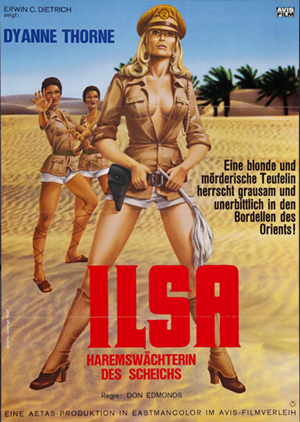 ERWIN C. DIETRICH
zeigt:
AVIS
FILM
DYANNE THORNE
Eine blonde und
mörderische Teufelin
herrscht grausam und
unerbittlich in den
Bordellen des
Orients!
ILSA
HAREMSWÄCHTERIN
DES SCHEICHS
Regie: DON EDMONDS
EINE AETAS-PRODUKTION IN EASTMANCOLOR IM AVIS-FILMVERLEIH